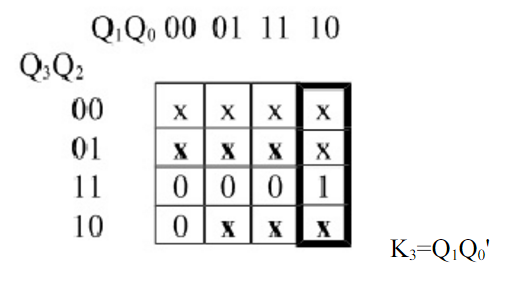 Q₁Q₀ 00 01 11 10
Q₃Q₂
00 x x x x
01 x x x x
11 0 0 0 1
10 0 x x x
K₃=Q₁Q₀'